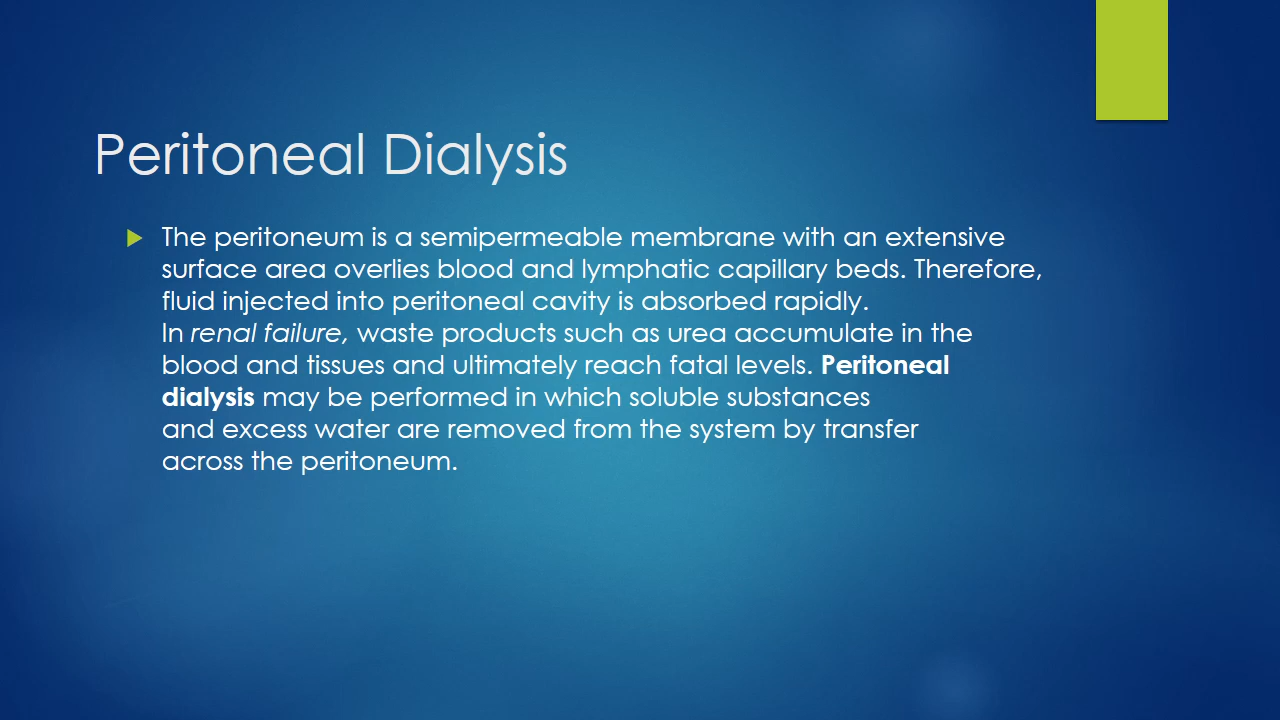 Peritoneal Dialysis
The peritoneum is a semipermeable membrane with an extensive
surface area overlies blood and lymphatic capillary beds. Therefore,
fluid injected into peritoneal cavity is absorbed rapidly.
In renal failure, waste products such as urea accumulate in the
blood and tissues and ultimately reach fatal levels. Peritoneal
dialysis may be performed in which soluble substances
and excess water are removed from the system by transfer
across the peritoneum.